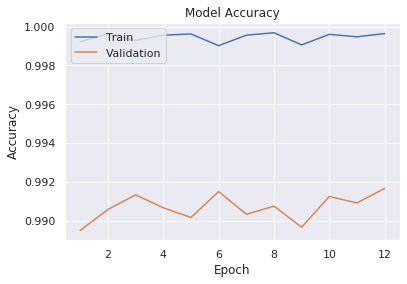 Model Accuracy
1.000
0.998
0.996
0.994
0.992
0.990
Accuracy
Train
Validation
2 4 6 8 10 12
Epoch